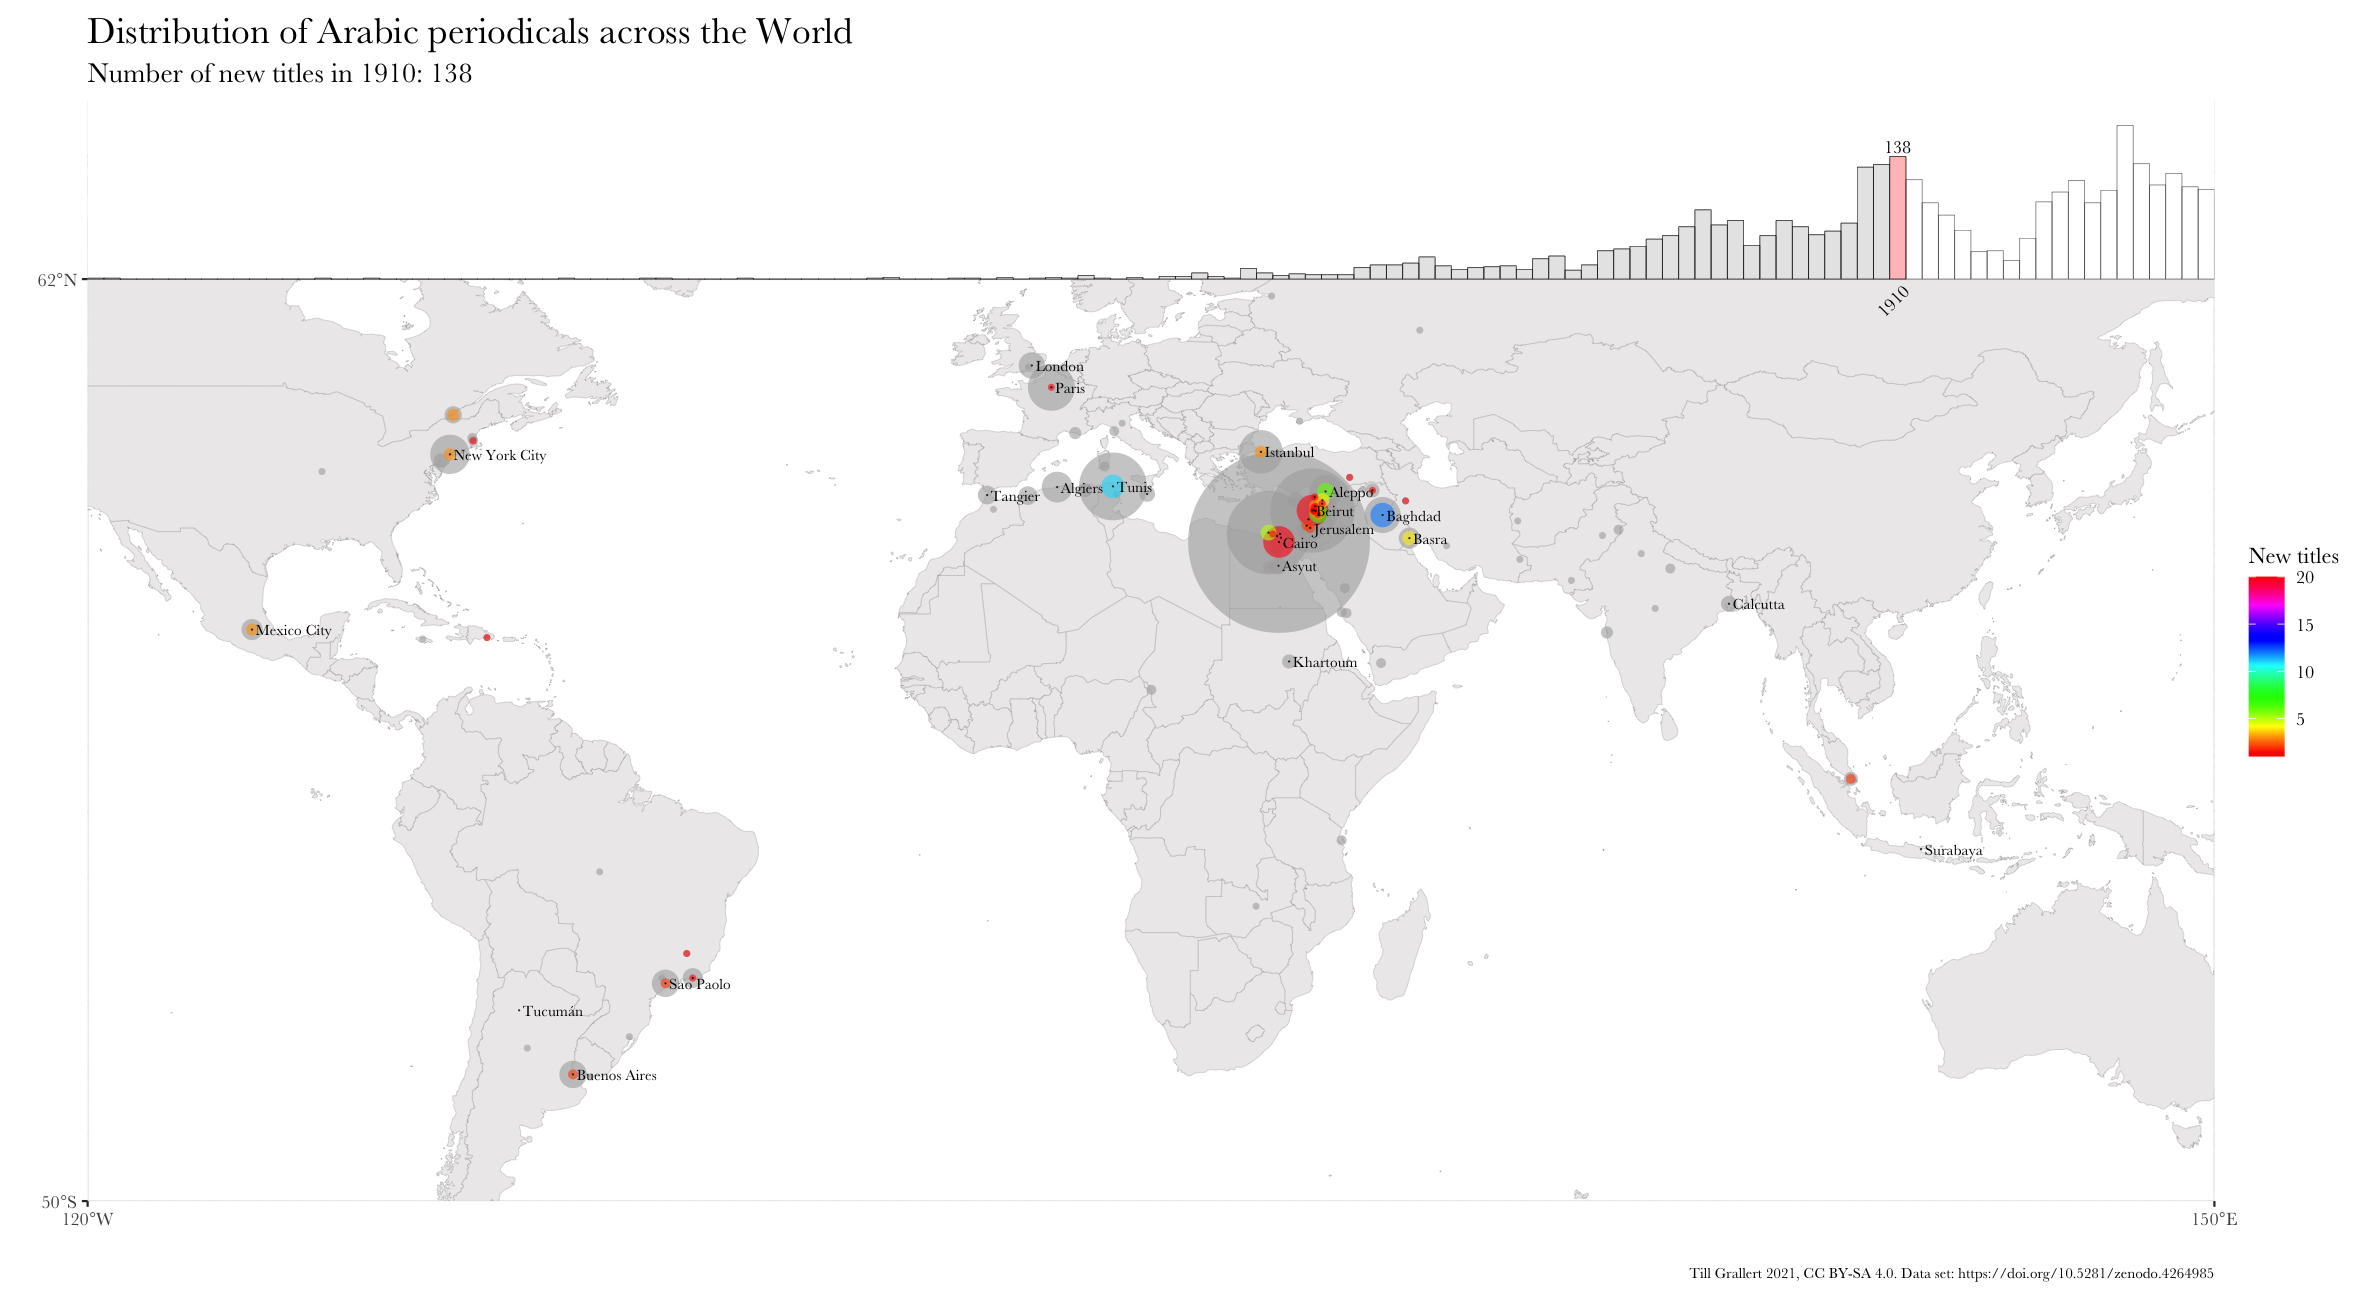 Distribution of Arabic periodicals across the World
Number of new titles in 1910: 138
138
62°N
1910
London
Paris
New York City
Istanbul
Tangier
Algiers
Tunis
Aleppo
Beirut
Baghdad
Jerusalem
Cairo
Basra
Asyut
New titles
20
15
10
5
Calcutta
Mexico City
Khartoum
Surabaya
Sao Paolo
Tucumán
Buenos Aires
50°S
120°W
150°E
Till Grallert 2021, CC BY-SA 4.0. Data set: https://doi.org/10.5281/zenodo.4264985